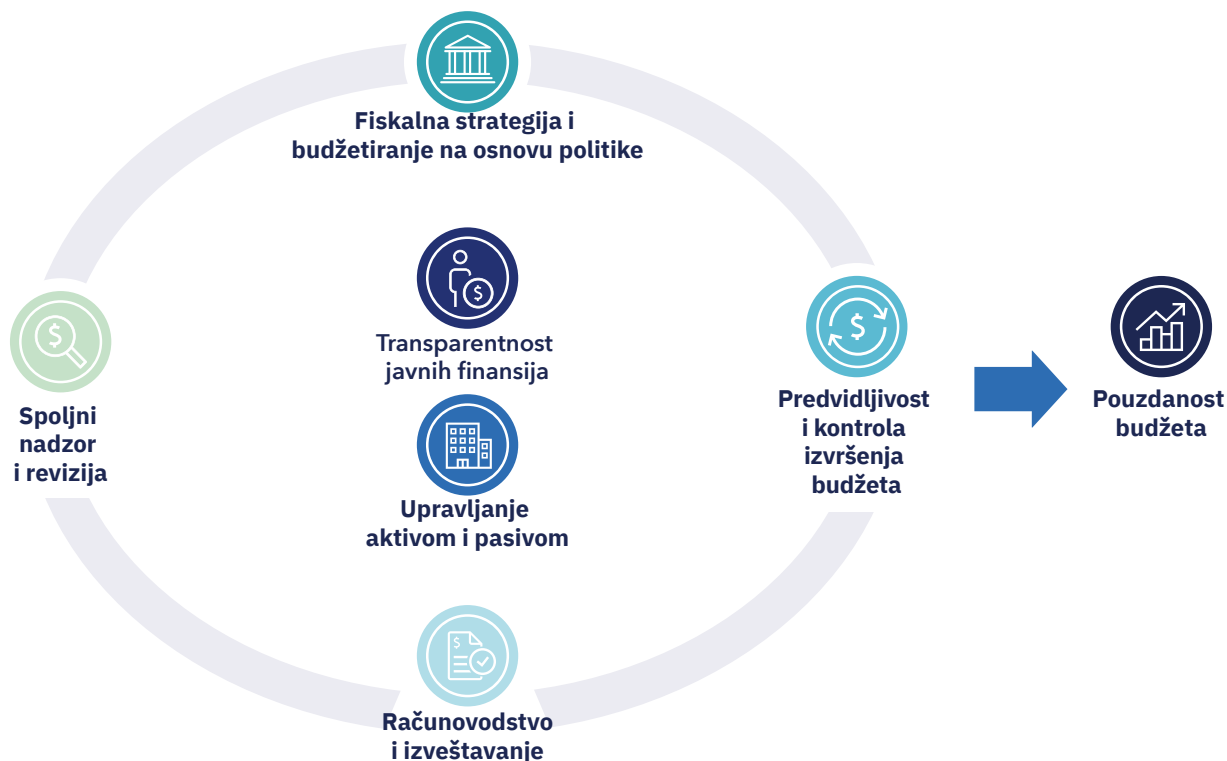 Fiskalna strategija i
budžetiranje na osnovu politike
Transparentnost
javnih finansija
Spoljni
nadzor
i revizija
Upravljanje
aktivom i pasivom
Predvidljivost
i kontrola
izvršenja
budžeta
Pouzdanost
budžeta
Računovodstvo
i izveštavanje